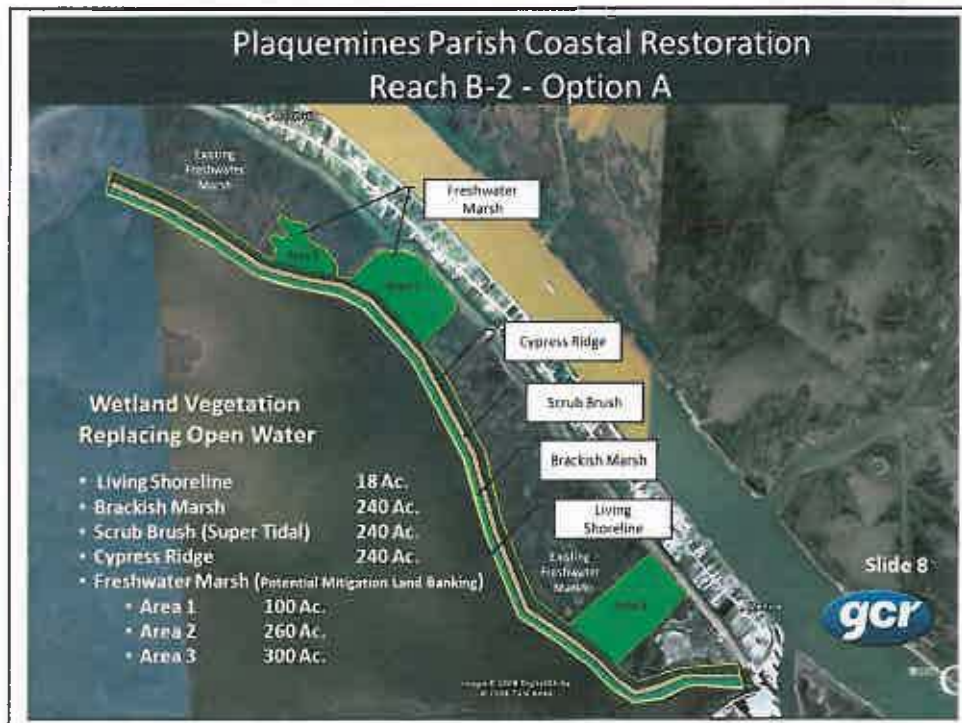 Plaquemines Parish Coastal Restoration
Reach B-2 - Option A
Existing
Freshwater
Marsh
Freshwater
Marsh
Cypress Ridge
Scrub Brush
Brackish Marsh
Living
Shoreline
Existing
Freshwater
Marsh
Wetland Vegetation
Replacing Open Water
• Living Shoreline 18 Ac.
• Brackish Marsh 240 Ac.
• Scrub Brush (Super Tidal) 240 Ac.
• Cypress Ridge 240 Ac.
• Freshwater Marsh (Potential Mitigation Land Banking)
• Area 1 100 Ac.
• Area 2 260 Ac.
• Area 3 300 Ac.
Slide 8
gcr